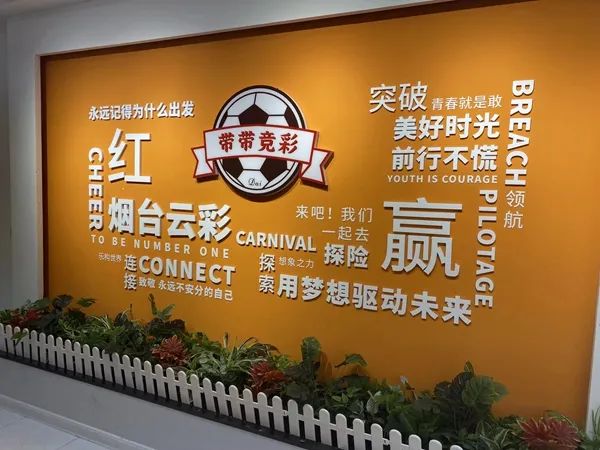 永远记得为什么出发
红
CHEER
烟台云彩
TO BE NUMBER ONE
乐构世界
连接
CONNECT
致敬 永远不安分的自己
带带竞彩
Dai
CARNIVAL
来吧！我们
一起去
探险
探索
想象之力
用梦想驱动未来
赢
突破
青春就是敢
美好时光
前行不慌
YOUTH IS COURAGE
BREACH
领航
PILOTAGE